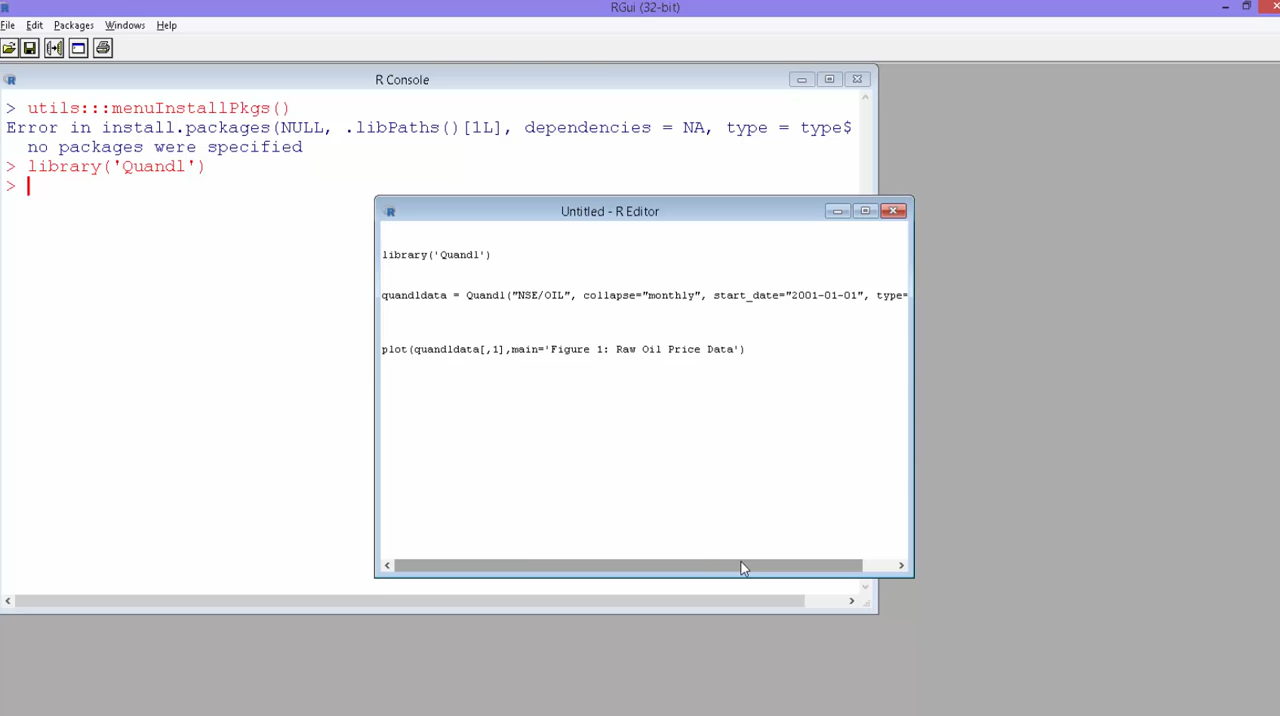 RGui (32-bit)
File Edit Packages Windows Help
R Console
> utils:::menuInstallPkgs()
Error in install.packages(NULL, .libPaths()[1L], dependencies = NA, type = type$
no packages were specified
> library('Quandl')
>
Untitled - R Editor
library('Quandl')
quandldata = Quandl("NSE/OIL", collapse="monthly", start_date="2001-01-01", type=
plot(quandldata[,1],main='Figure 1: Raw Oil Price Data')